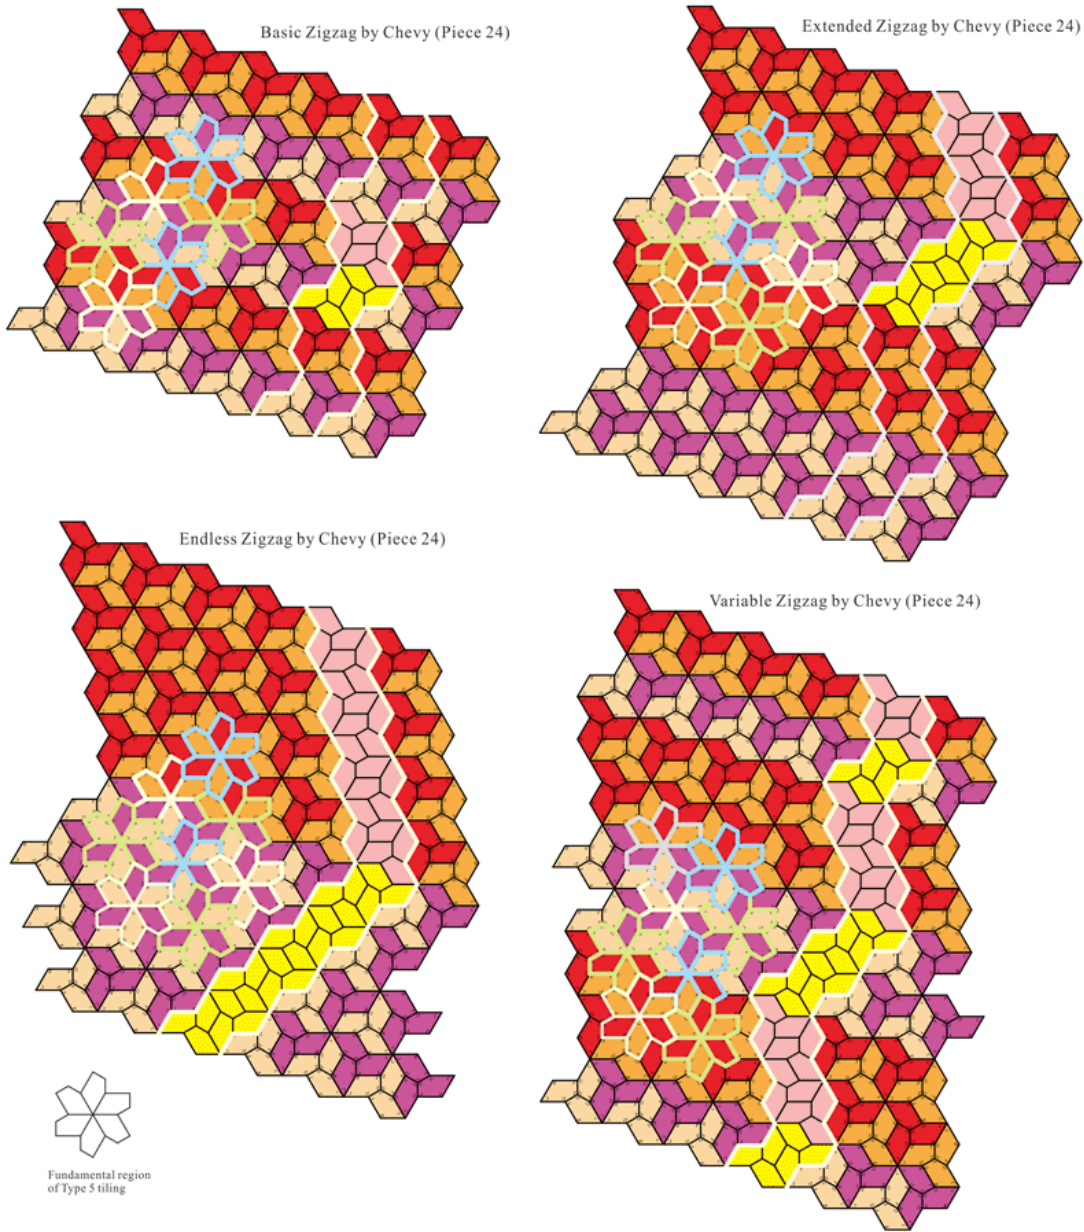 Basic Zigzag by Chevy (Piece 24)
Extended Zigzag by Chevy (Piece 24)
Endless Zigzag by Chevy (Piece 24)
Variable Zigzag by Chevy (Piece 24)
Fundamental region
of Type 5 tiling